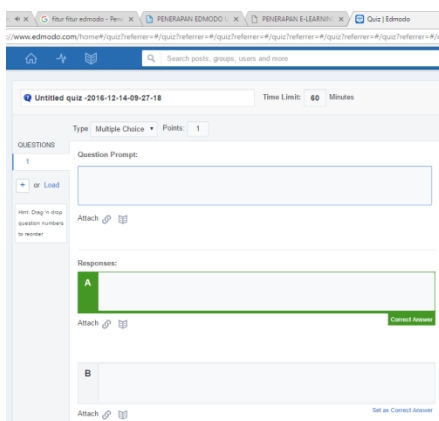 fitur fitur edmodo - Pene
PENERAPAN EDMODO
PENERAPAN E-LEARNIN
Quiz | Edmodo
://www.edmodo.com/home#/quiz?referrer=#/quiz?referrer=#/quiz?referrer=#/quiz?referrer=#/quiz?referrer=#/
Search posts, groups, users and more
Untitled quiz -2016-12-14-09-27-18 Time Limit: 60 Minutes
Type Multiple Choice Points: 1
QUESTIONS
1
+ or Load
Hint: Drag 'n drop
question numbers
to reorder
Question Prompt:
Attach
Responses:
A
Correct Answer
Attach
B
Set as Correct Answer
Attach